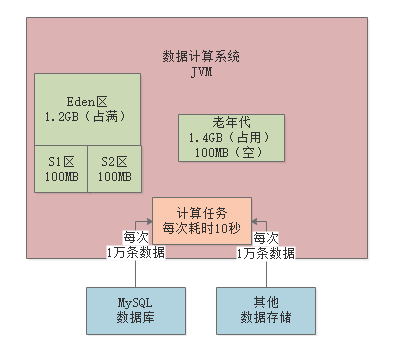 数据计算系统
JVM
Eden区
1.2GB（占满）
S1区
100MB
S2区
100MB
老年代
1.4GB（占用）
100MB（空）
计算任务
每次耗时10秒
每次
1万条数据
每次
1万条数据
MySQL
数据库
其他
数据存储